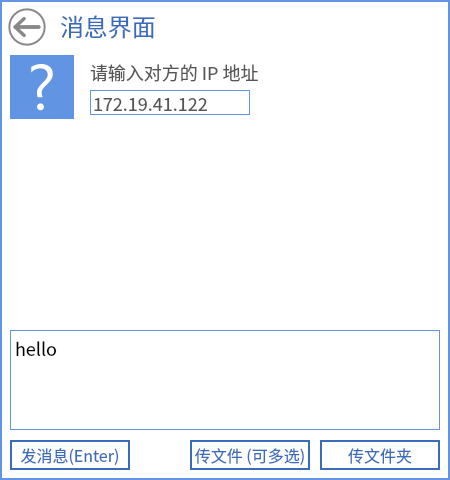 消息界面
?
请输入对方的 IP 地址
172.19.41.122
hello
发消息(Enter)
传文件 (可多选)
传文件夹